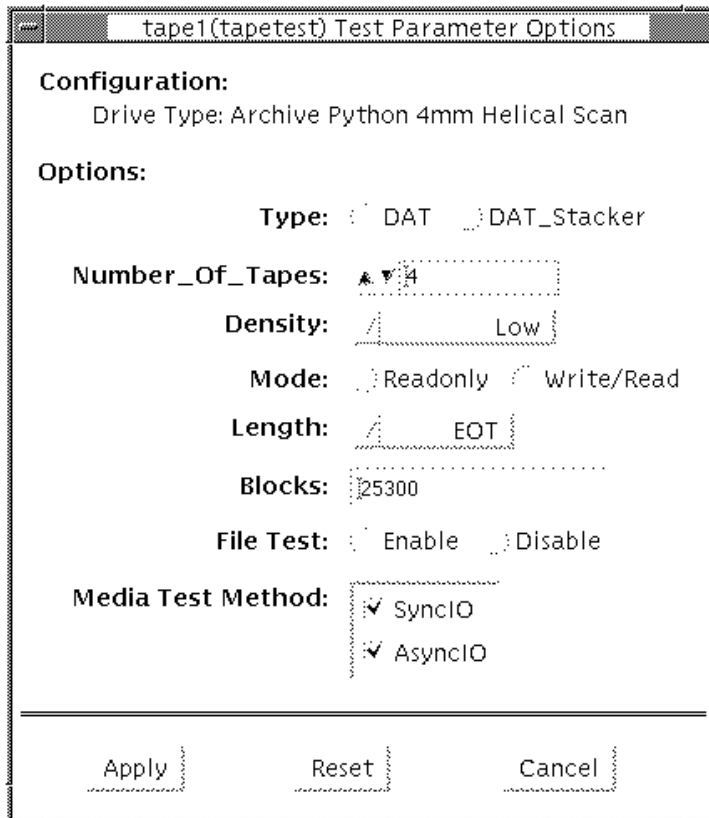 tape1(tapetest) Test Parameter Options
Configuration:
Drive Type: Archive Python 4mm Helical Scan
Options:
Type: DAT DAT_Stacker
Number_Of_Tapes: 4
Density: Low
Mode: Readonly Write/Read
Length: EOT
Blocks: 25300
File Test: Enable Disable
Media Test Method: SyncIO
AsyncIO
Apply Reset Cancel